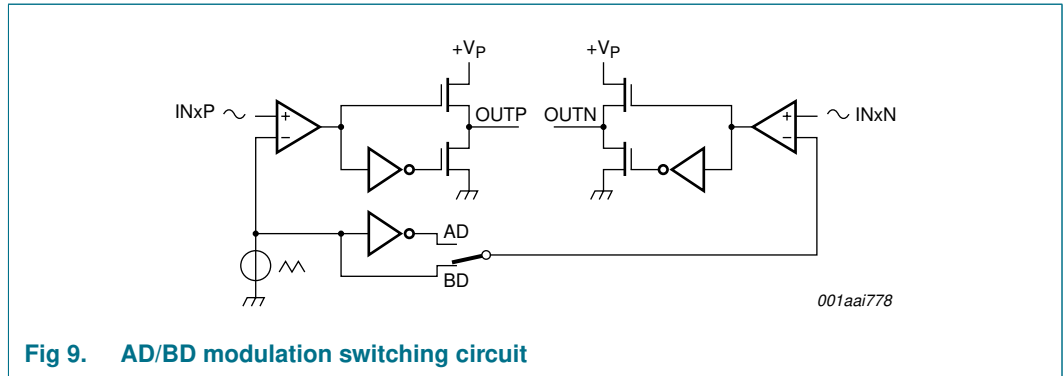 +VP +VP
INxP + OUTP OUTN + INxN
− −
AD
BD
001aai778
Fig 9. AD/BD modulation switching circuit